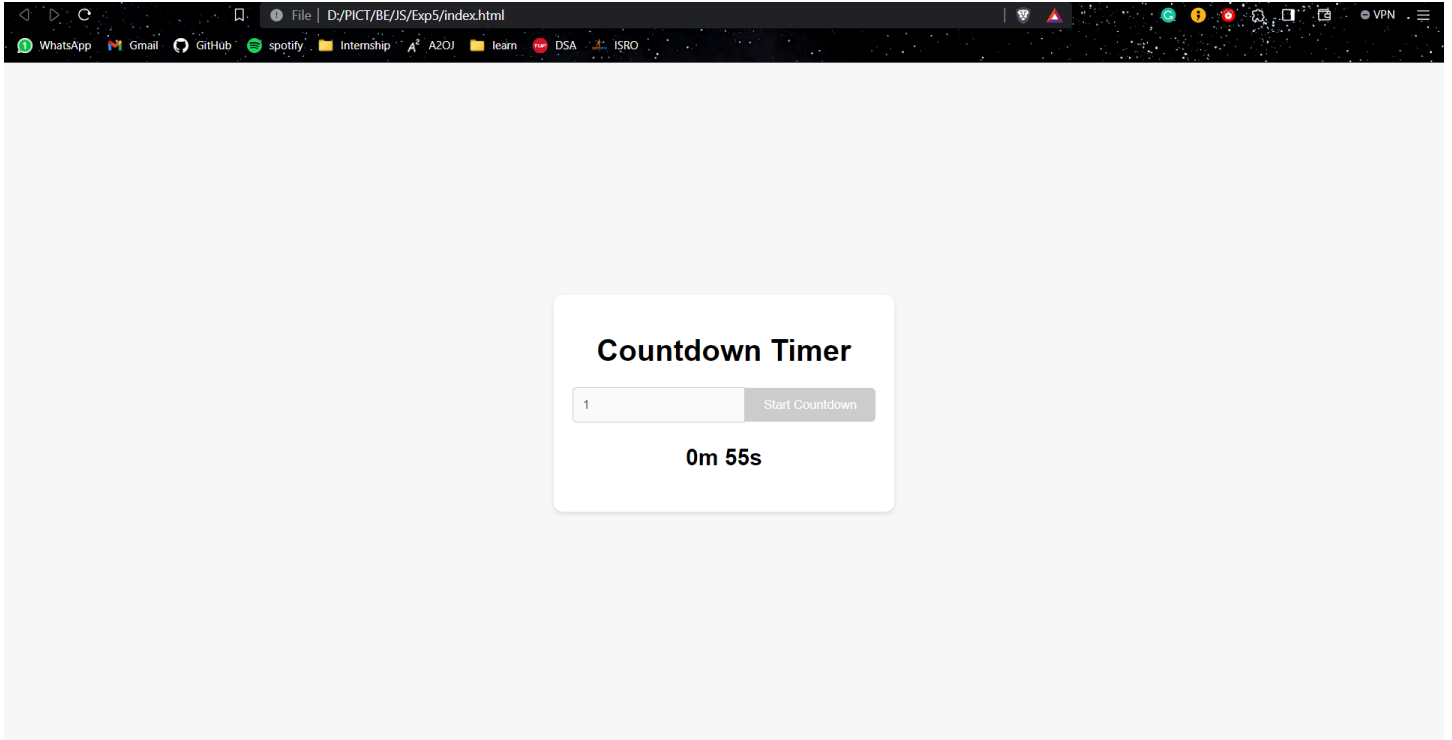 File | D:/PICT/BE/JS/Exp5/index.html VPN
WhatsApp Gmail GitHub spotify Internship A2OJ learn TUF DSA ISRO
Countdown Timer
1 Start Countdown
0m 55s